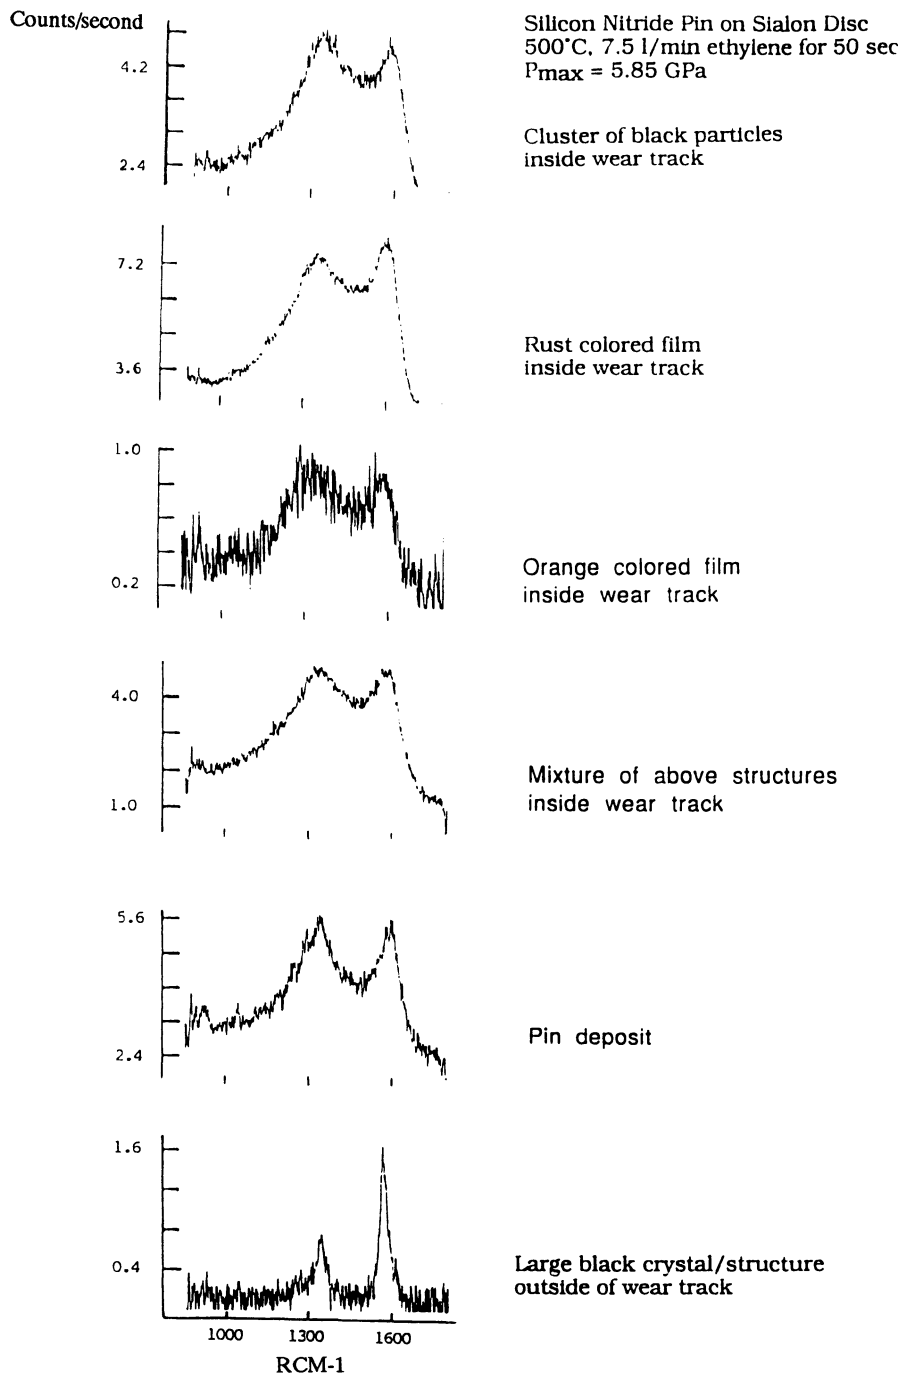 Counts/second
Silicon Nitride Pin on Sialon Disc
500°C, 7.5 l/min ethylene for 50 sec
Pmax = 5.85 GPa
4.2
Cluster of black particles
inside wear track
2.4
7.2
Rust colored film
inside wear track
3.6
1.0
Orange colored film
inside wear track
0.2
4.0
Mixture of above structures
inside wear track
1.0
5.6
Pin deposit
2.4
1.6
Large black crystal/structure
outside of wear track
0.4
1000 1300 1600
RCM-1